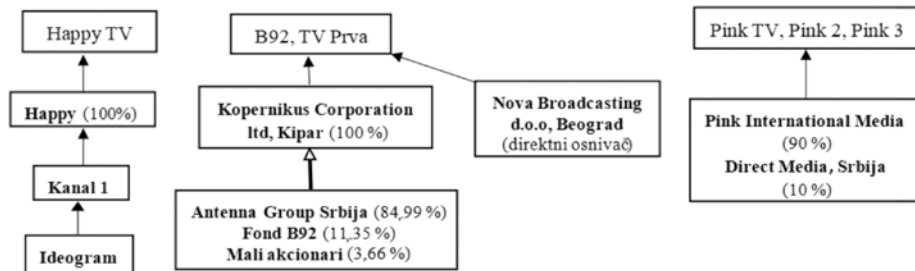 Happy TV
Happy (100%)
Kanal 1
Ideogram
B92, TV Prva
Kopernikus Corporation
ltd, Kipar (100 %)
Antenna Group Srbija (84,99 %)
Fond B92 (11,35 %)
Mali akcionari (3,66 %)
Nova Broadcasting
d.o.o, Beograd
(direktni osnivač)
Pink TV, Pink 2, Pink 3
Pink International Media
(90 %)
Direct Media, Srbija
(10 %)